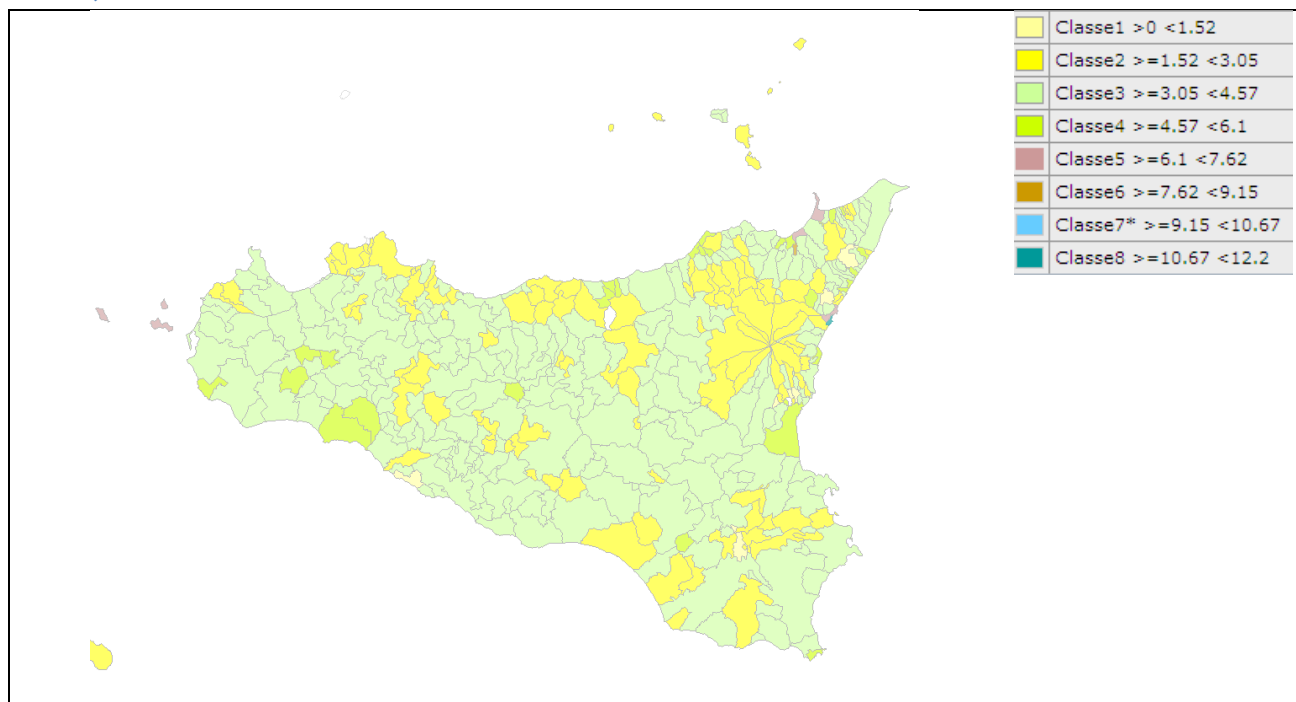 Classe1 >0 <1.52
Classe2 >=1.52 <3.05
Classe3 >=3.05 <4.57
Classe4 >=4.57 <6.1
Classe5 >=6.1 <7.62
Classe6 >=7.62 <9.15
Classe7* >=9.15 <10.67
Classe8 >=10.67 <12.2